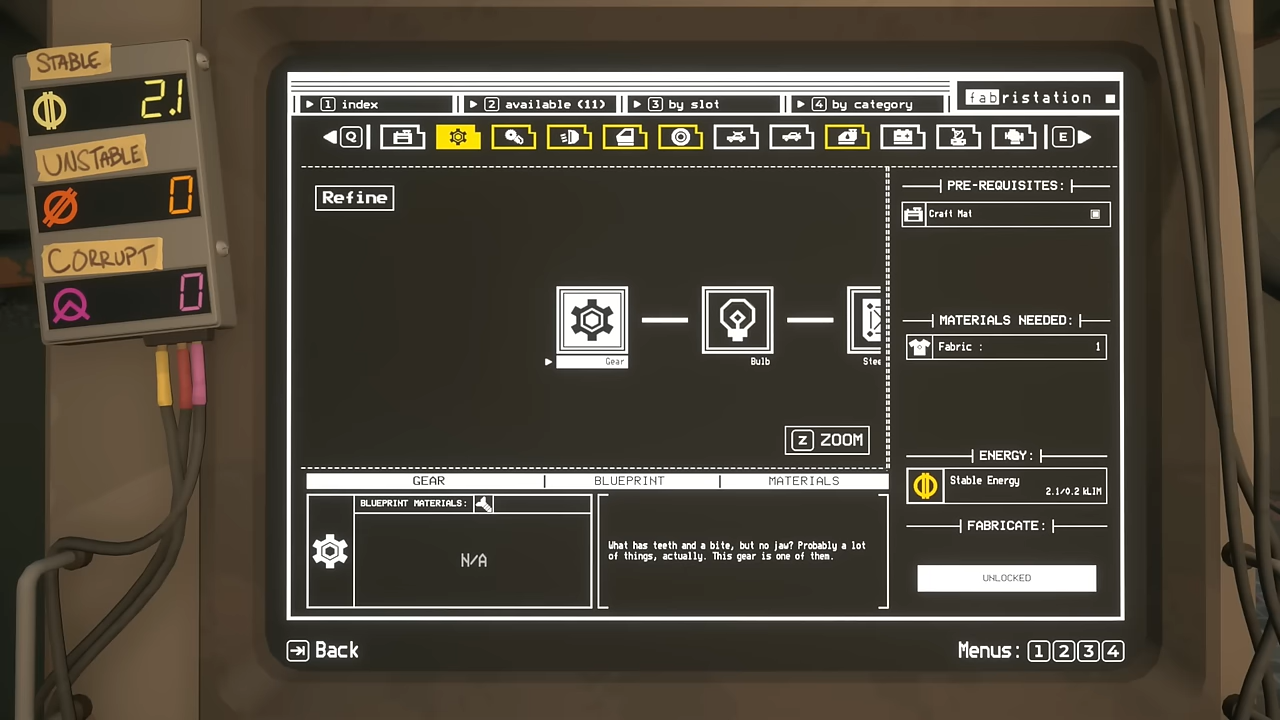 STABLE
2.1
UNSTABLE
0
CORRUPT
0
1 index
2 available (11)
3 by slot
4 by category
fabristation
Q
E
Refine
Gear
Bulb
Stee
Z ZOOM
PRE-REQUISITES:
Craft Mat
MATERIALS NEEDED:
Fabric : 1
ENERGY:
Stable Energy
2.1/0.2 kLIM
FABRICATE:
UNLOCKED
GEAR
BLUEPRINT
MATERIALS
BLUEPRINT MATERIALS:
N/A
What has teeth and a bite, but no jaw? Probably a lot
of things, actually. This gear is one of them.
Back
Menus: 1 2 3 4